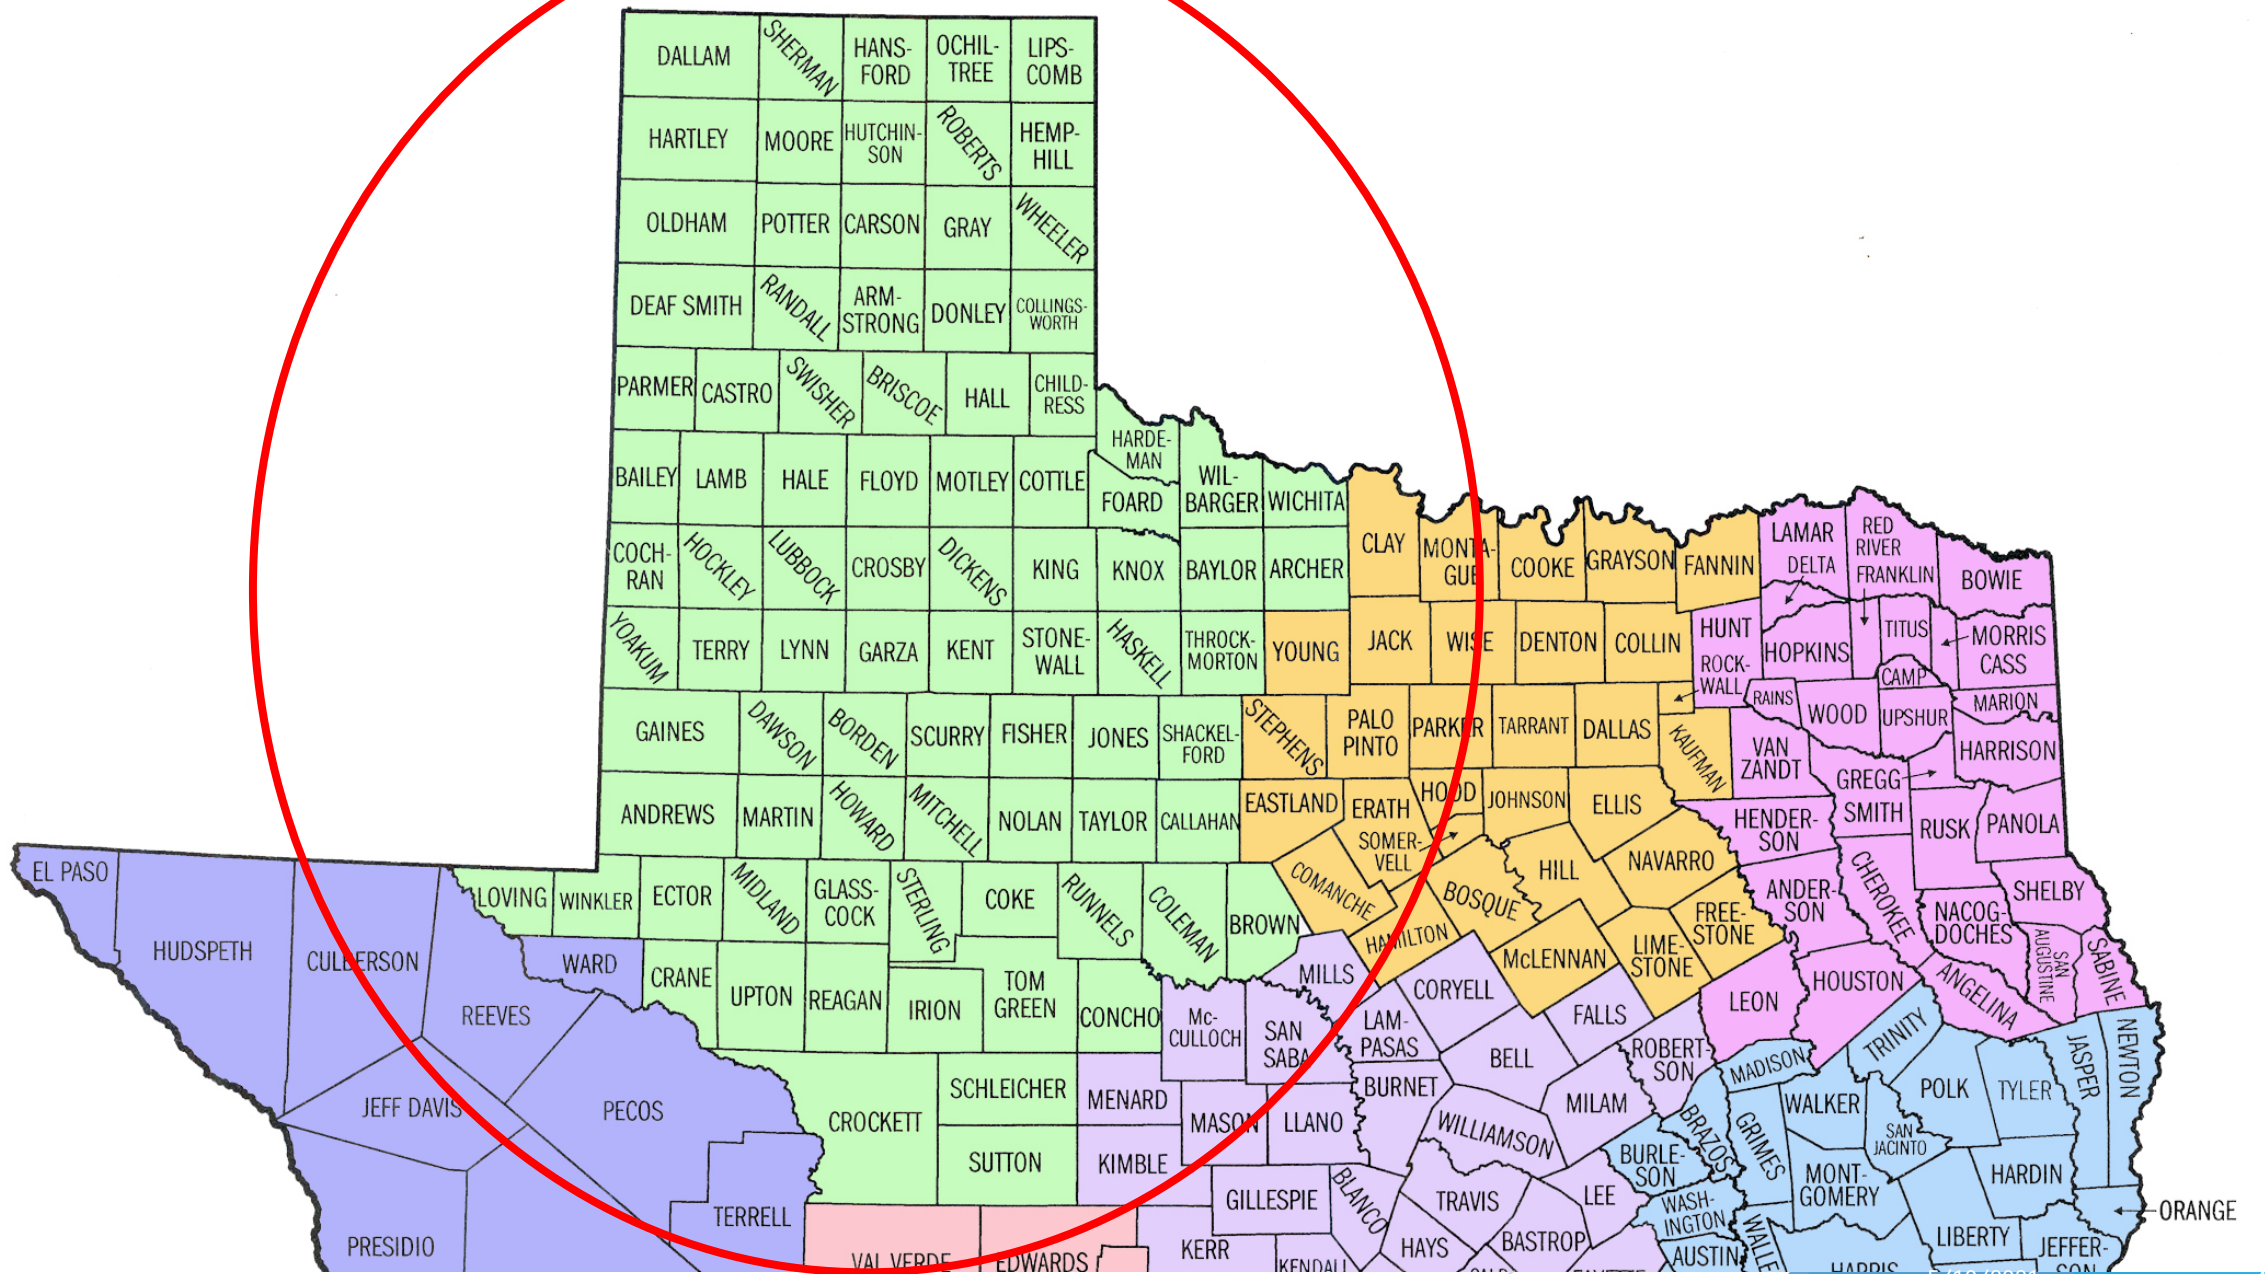 DALLAM
SHERMAN
HANS-
FORD
OCHIL-
TREE
LIPS-
COMB
HARTLEY
MOORE
HUTCHIN-
SON
ROBERTS
HEMP-
HILL
OLDHAM
POTTER
CARSON
GRAY
WHEELER
DEAF SMITH
RANDALL
ARM-
STRONG
DONLEY
COLLINGS-
WORTH
PARMER
CASTRO
SWISHER
BRISCOE
HALL
CHILD-
RESS
HARDE-
MAN
BAILEY
LAMB
HALE
FLOYD
MOTLEY
COTTLE
FOARD
WIL-
BARGER
WICHITA
CLAY
MONTA-
GUE
COOKE
GRAYSON
FANNIN
LAMAR
RED
RIVER
DELTA
FRANKLIN
BOWIE
COCH-
RAN
HOCKLEY
LUBBOCK
CROSBY
DICKENS
KING
KNOX
BAYLOR
ARCHER
YOAKUM
TERRY
LYNN
GARZA
KENT
STONE-
WALL
HASKELL
THROCK-
MORTON
YOUNG
JACK
WISE
DENTON
COLLIN
HUNT
ROCK-
WALL
HOPKINS
TITUS
CAMP
MORRIS
CASS
GAINES
DAWSON
BORDEN
SCURRY
FISHER
JONES
SHACKEL-
FORD
STEPHENS
PALO
PINTO
PARKER
TARRANT
DALLAS
KAUFMAN
RAINS
WOOD
UPSHUR
MARION
VAN
ZANDT
HARRISON
GREGG
SMITH
ANDREWS
MARTIN
HOWARD
MITCHELL
NOLAN
TAYLOR
CALLAHAN
EASTLAND
ERATH
HOOD
SOMER-
VELL
JOHNSON
ELLIS
HENDER-
SON
RUSK
PANOLA
EL PASO
HUDSPETH
CULBERSON
REEVES
LOVING
WINKLER
WARD
ECTOR
MIDLAND
GLASS-
COCK
STERLING
COKE
RUNNELS
COLEMAN
BROWN
COMANCHE
HAMILTON
BOSQUE
HILL
NAVARRO
ANDER-
SON
CHEROKEE
NACOG-
DOCHES
SHELBY
SAN
AUGUSTINE
SABINE
CRANE
UPTON
REAGAN
IRION
TOM
GREEN
CONCHO
Mc-
CULLOCH
SAN
SABA
MILLS
LAM-
PASAS
CORYELL
McLENNAN
LIME-
STONE
FREE-
STONE
FALLS
LEON
HOUSTON
ANGELINA
TRINITY
JASPER
NEWTON
JEFF DAVIS
PECOS
CROCKETT
SCHLEICHER
MENARD
MASON
LLANO
BURNET
BELL
MILAM
ROBERT-
SON
MADISON
WALKER
POLK
TYLER
SAN
JACINTO
BRAZOS
GRIMES
WILLIAMSON
BURLE-
SON
SUTTON
KIMBLE
GILLESPIE
BLANCO
TRAVIS
LEE
WASH-
INGTON
MONT-
GOMERY
HARDIN
ORANGE
PRESIDIO
TERRELL
VAL VERDE
EDWARDS
KERR
KENDALL
HAYS
BASTROP
AUSTIN
WALLE
HARRIS
LIBERTY
JEFFER-
SON